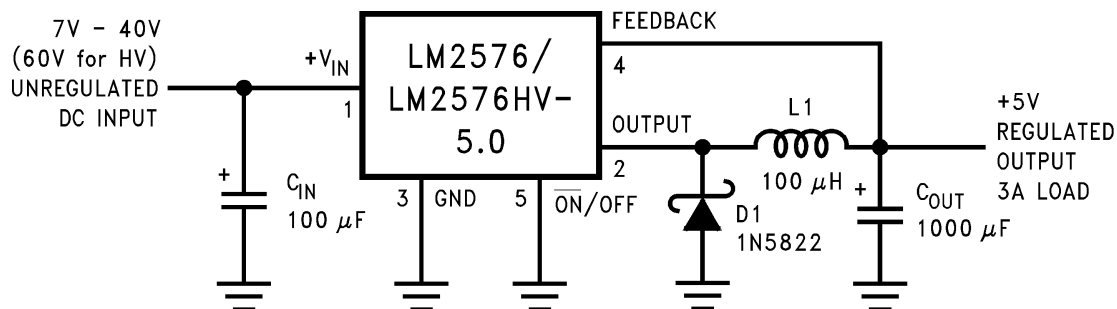 7V – 40V
(60V for HV)
UNREGULATED
DC INPUT
+VIN
1
CIN
100 μF
+
LM2576/
LM2576HV-
5.0
3
GND
5
ON/OFF
FEEDBACK
4
OUTPUT
2
D1
1N5822
L1
100 μH
+
COUT
1000 μF
+5V
REGULATED
OUTPUT
3A LOAD